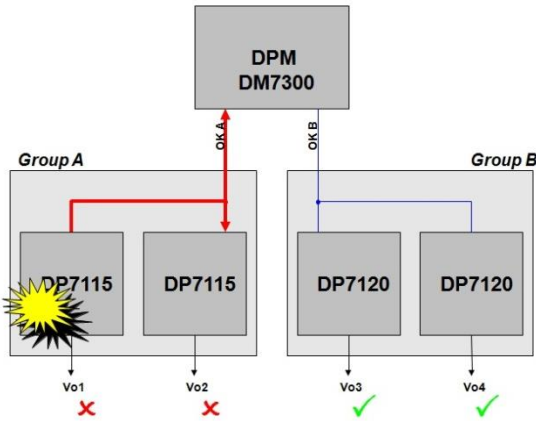 DPM
DM7300
OK A
OK B
Group A
Group B
DP7115
DP7115
DP7120
DP7120
Vo1
Vo2
Vo3
Vo4